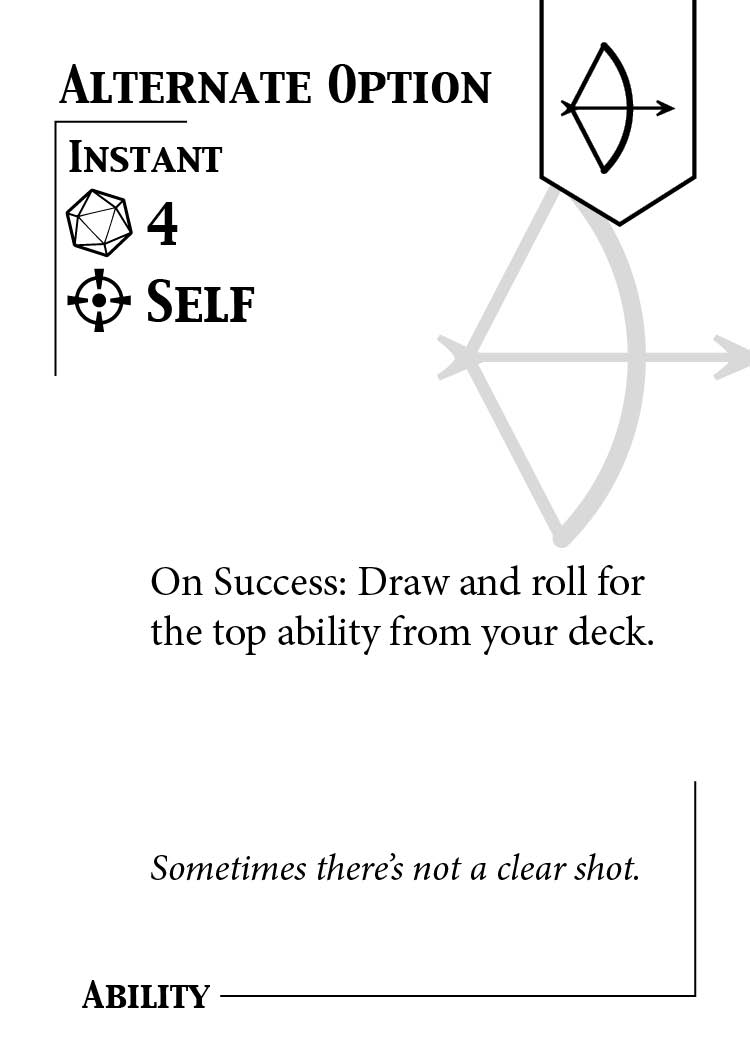 Alternate Option
Instant
4
Self
On Success: Draw and roll for
the top ability from your deck.
Sometimes there’s not a clear shot.
Ability